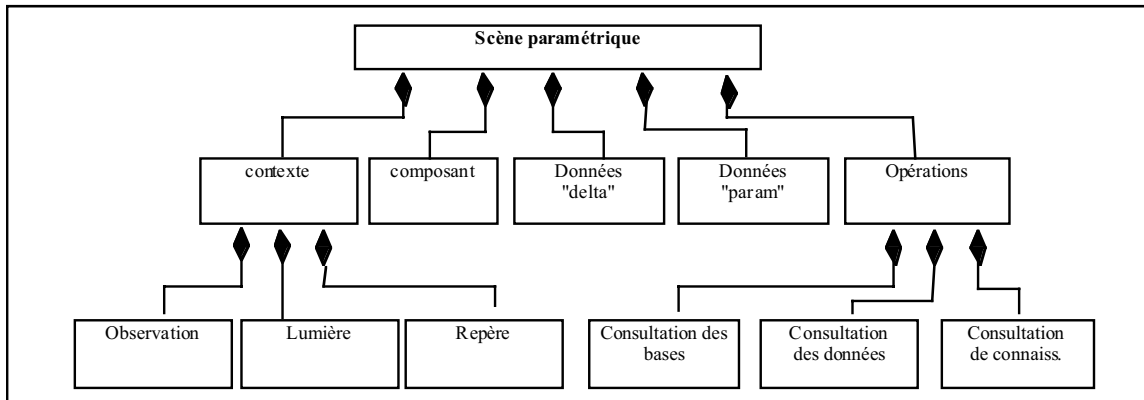 Scène paramétrique
contexte
composant
Données
"delta"
Données
"param"
Opérations
Observation
Lumière
Repère
Consultation des
bases
Consultation
des données
Consultation
de connaiss.